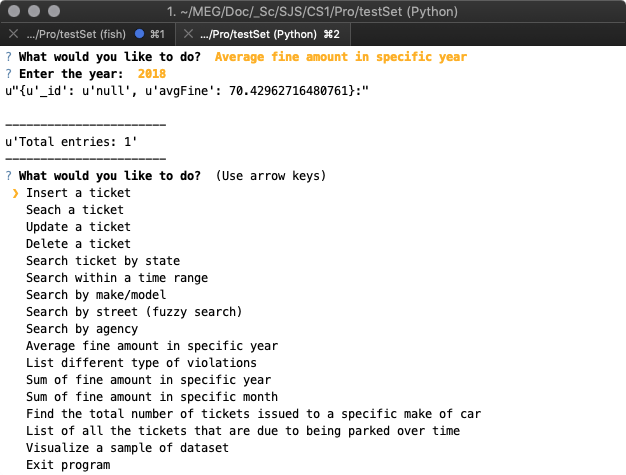 1. ~/MEG/Doc/_Sc/SJS/CS1/Pro/testSet (Python)
.../Pro/testSet (fish) ⌘1 .../Pro/testSet (Python) ⌘2
? What would you like to do? Average fine amount in specific year
? Enter the year: 2018
u"{u'_id': u'null', u'avgFine': 70.42962716480761}:"
-----------------------
u'Total entries: 1'
-----------------------
? What would you like to do? (Use arrow keys)
❯ Insert a ticket
Seach a ticket
Update a ticket
Delete a ticket
Search ticket by state
Search within a time range
Search by make/model
Search by street (fuzzy search)
Search by agency
Average fine amount in specific year
List different type of violations
Sum of fine amount in specific year
Sum of fine amount in specific month
Find the total number of tickets issued to a specific make of car
List of all the tickets that are due to being parked over time
Visualize a sample of dataset
Exit program